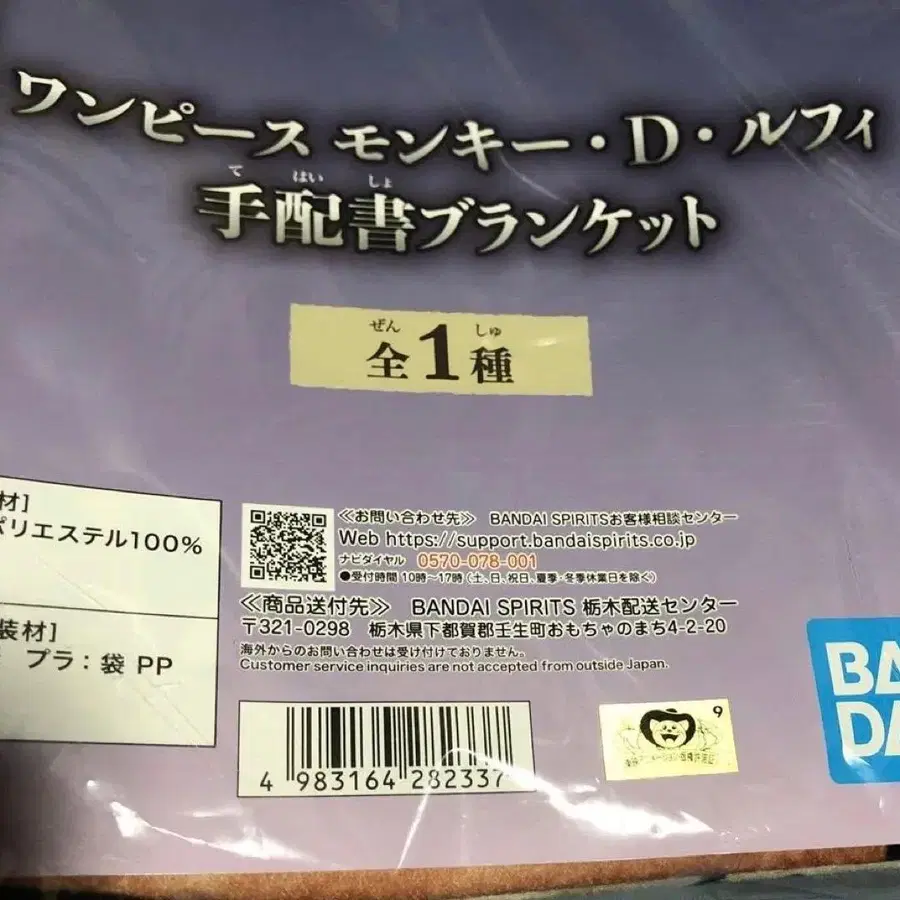 ワンピース モンキー・D・ルフィ
て はい しょ
手配書ブランケット
ぜん しゅ
全1種
材]
ポリエステル100%
装材]
プラ:袋 PP
≪お問い合わせ先≫ BANDAI SPIRITSお客様相談センター
Web https://support.bandaispirits.co.jp
ナビダイヤル 0570-078-001
●受付時間 10時~17時(土、日、祝日、夏季・冬季休業日を除く)
≪商品送付先≫ BANDAI SPIRITS 栃木配送センター
〒321-0298 栃木県下都賀郡壬生町おもちゃのまち4-2-20
海外からのお問い合わせは受け付けておりません。
Customer service inquiries are not accepted from outside Japan.
4 983164 282337
9
BA
DA